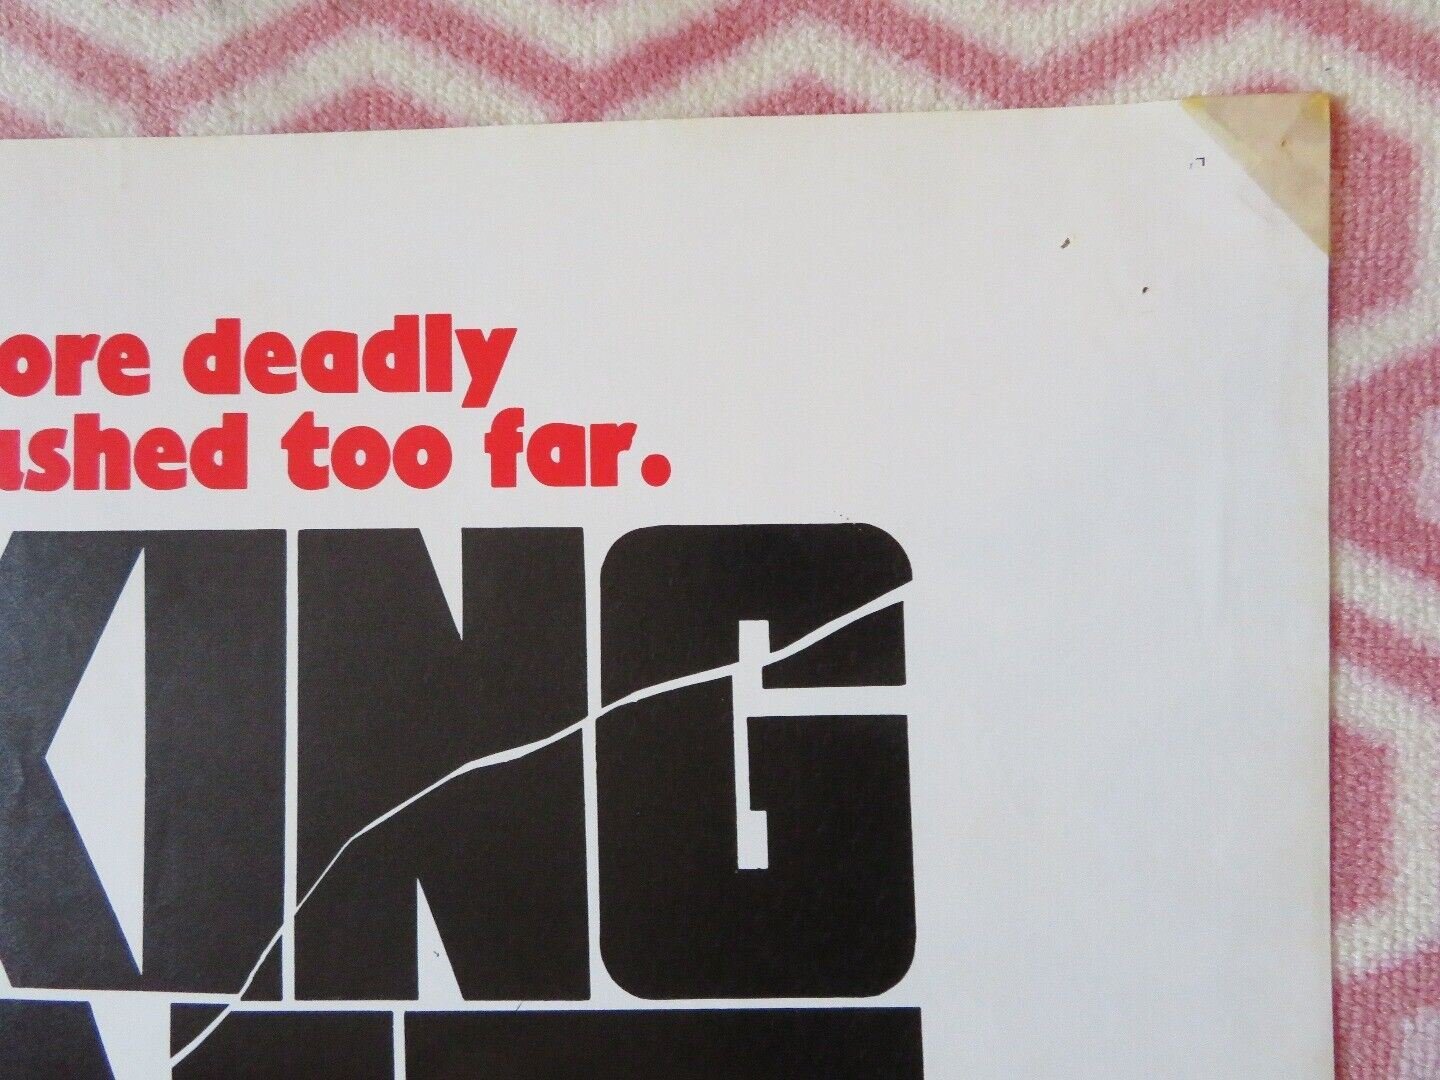 ore deadly
ushed too far.
KING